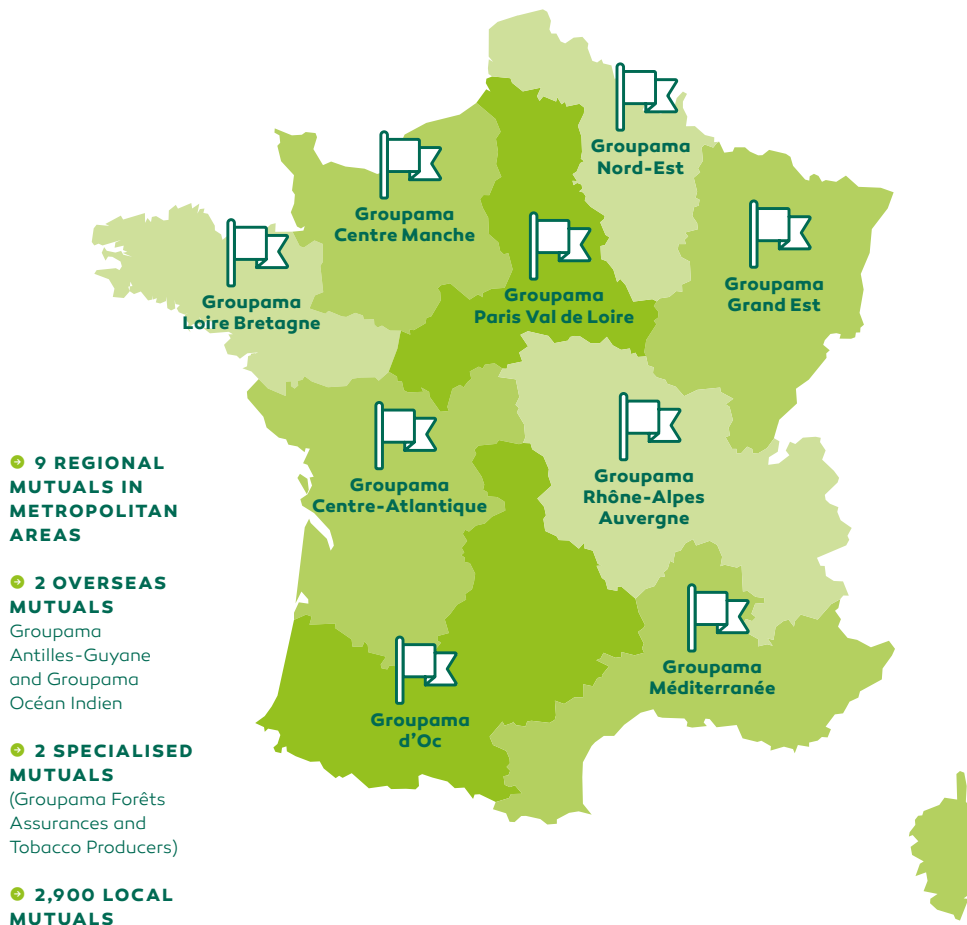 Groupama
Nord-Est
Groupama
Centre Manche
Groupama
Grand Est
Groupama
Loire Bretagne
Groupama
Paris Val de Loire
Groupama
Centre-Atlantique
Groupama
Rhône-Alpes
Auvergne
Groupama
Méditerranée
Groupama
d’Oc
9 REGIONAL
MUTUALS IN
METROPOLITAN
AREAS
2 OVERSEAS
MUTUALS
Groupama
Antilles-Guyane
and Groupama
Océan Indien
2 SPECIALISED
MUTUALS
(Groupama Forêts
Assurances and
Tobacco Producers)
2,900 LOCAL
MUTUALS